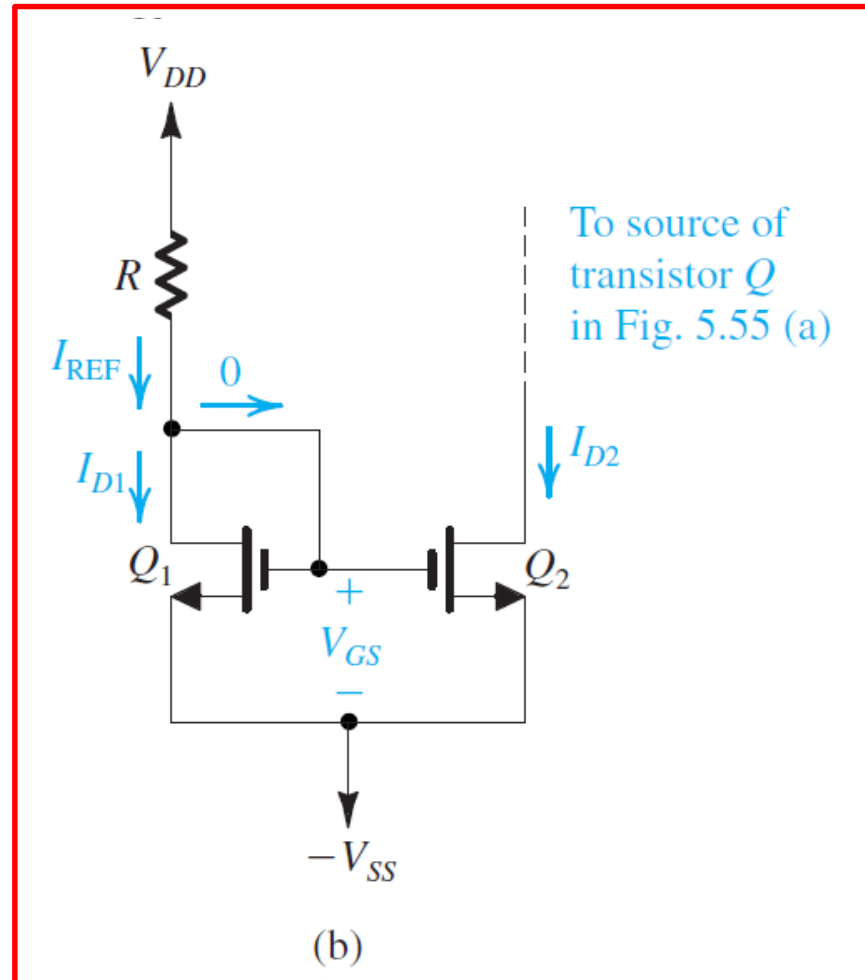 V_DD
R
I_REF
0
To source of
transistor Q
in Fig. 5.55 (a)
I_D1
I_D2
Q_1
Q_2
+
V_GS
−
−V_SS
(b)